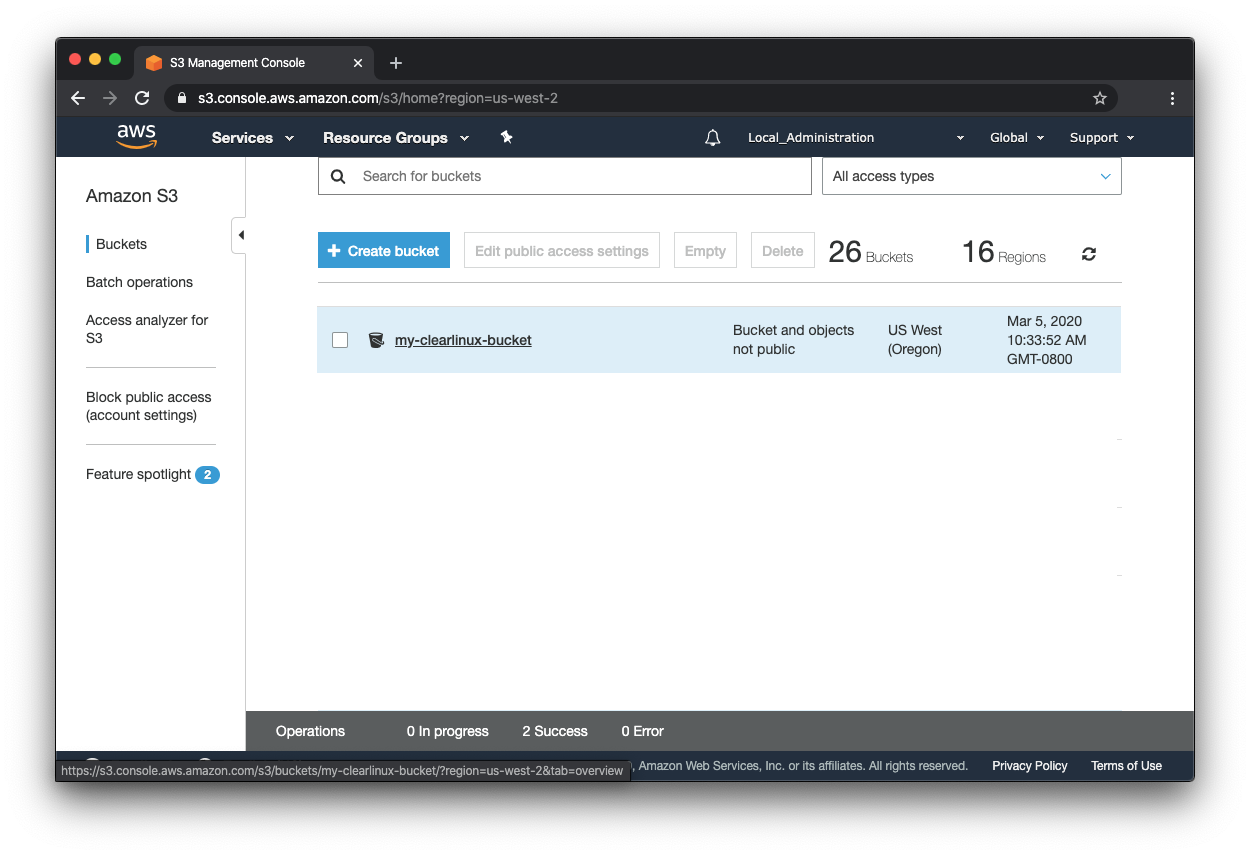 S3 Management Console
s3.console.aws.amazon.com/s3/home?region=us-west-2
aws Services Resource Groups Local_Administration Global Support
Amazon S3
Buckets
Batch operations
Access analyzer for
S3
Block public access
(account settings)
Feature spotlight 2
Search for buckets All access types
Create bucket Edit public access settings Empty Delete 26 Buckets 16 Regions
my-clearlinux-bucket
Bucket and objects
not public
US West
(Oregon)
Mar 5, 2020
10:33:52 AM
GMT-0800
Operations 0 In progress 2 Success 0 Error
, Amazon Web Services, Inc. or its affiliates. All rights reserved. Privacy Policy Terms of Use
https://s3.console.aws.amazon.com/s3/buckets/my-clearlinux-bucket/?region=us-west-2&tab=overview